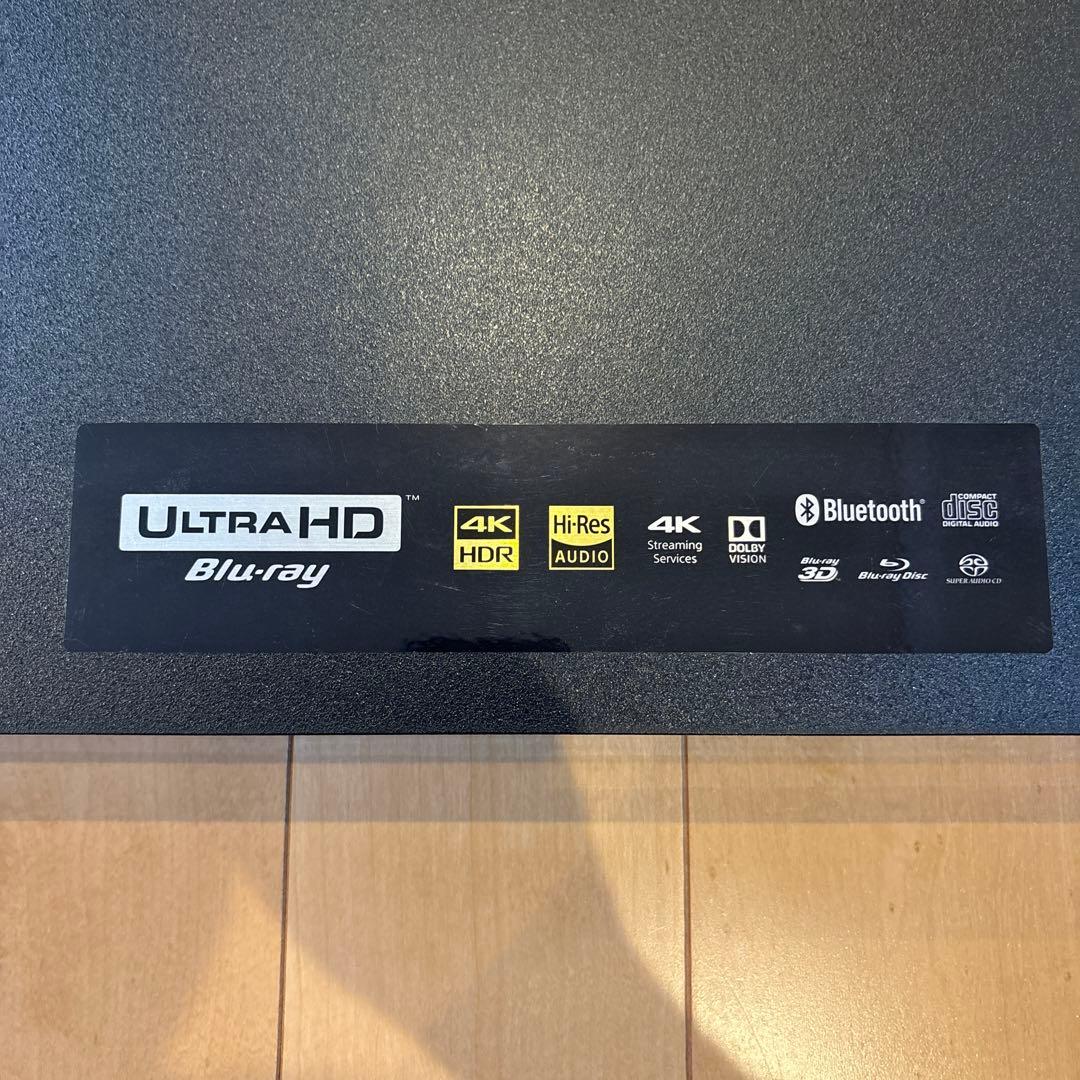 ULTRA HD™
Blu-ray
4K
HDR
Hi-Res
AUDIO
4K
Streaming
Services
DOLBY
VISION
Bluetooth®
COMPACT
disc
DIGITAL AUDIO
Blu-ray
3D™
Blu-ray Disc
SUPER AUDIO CD